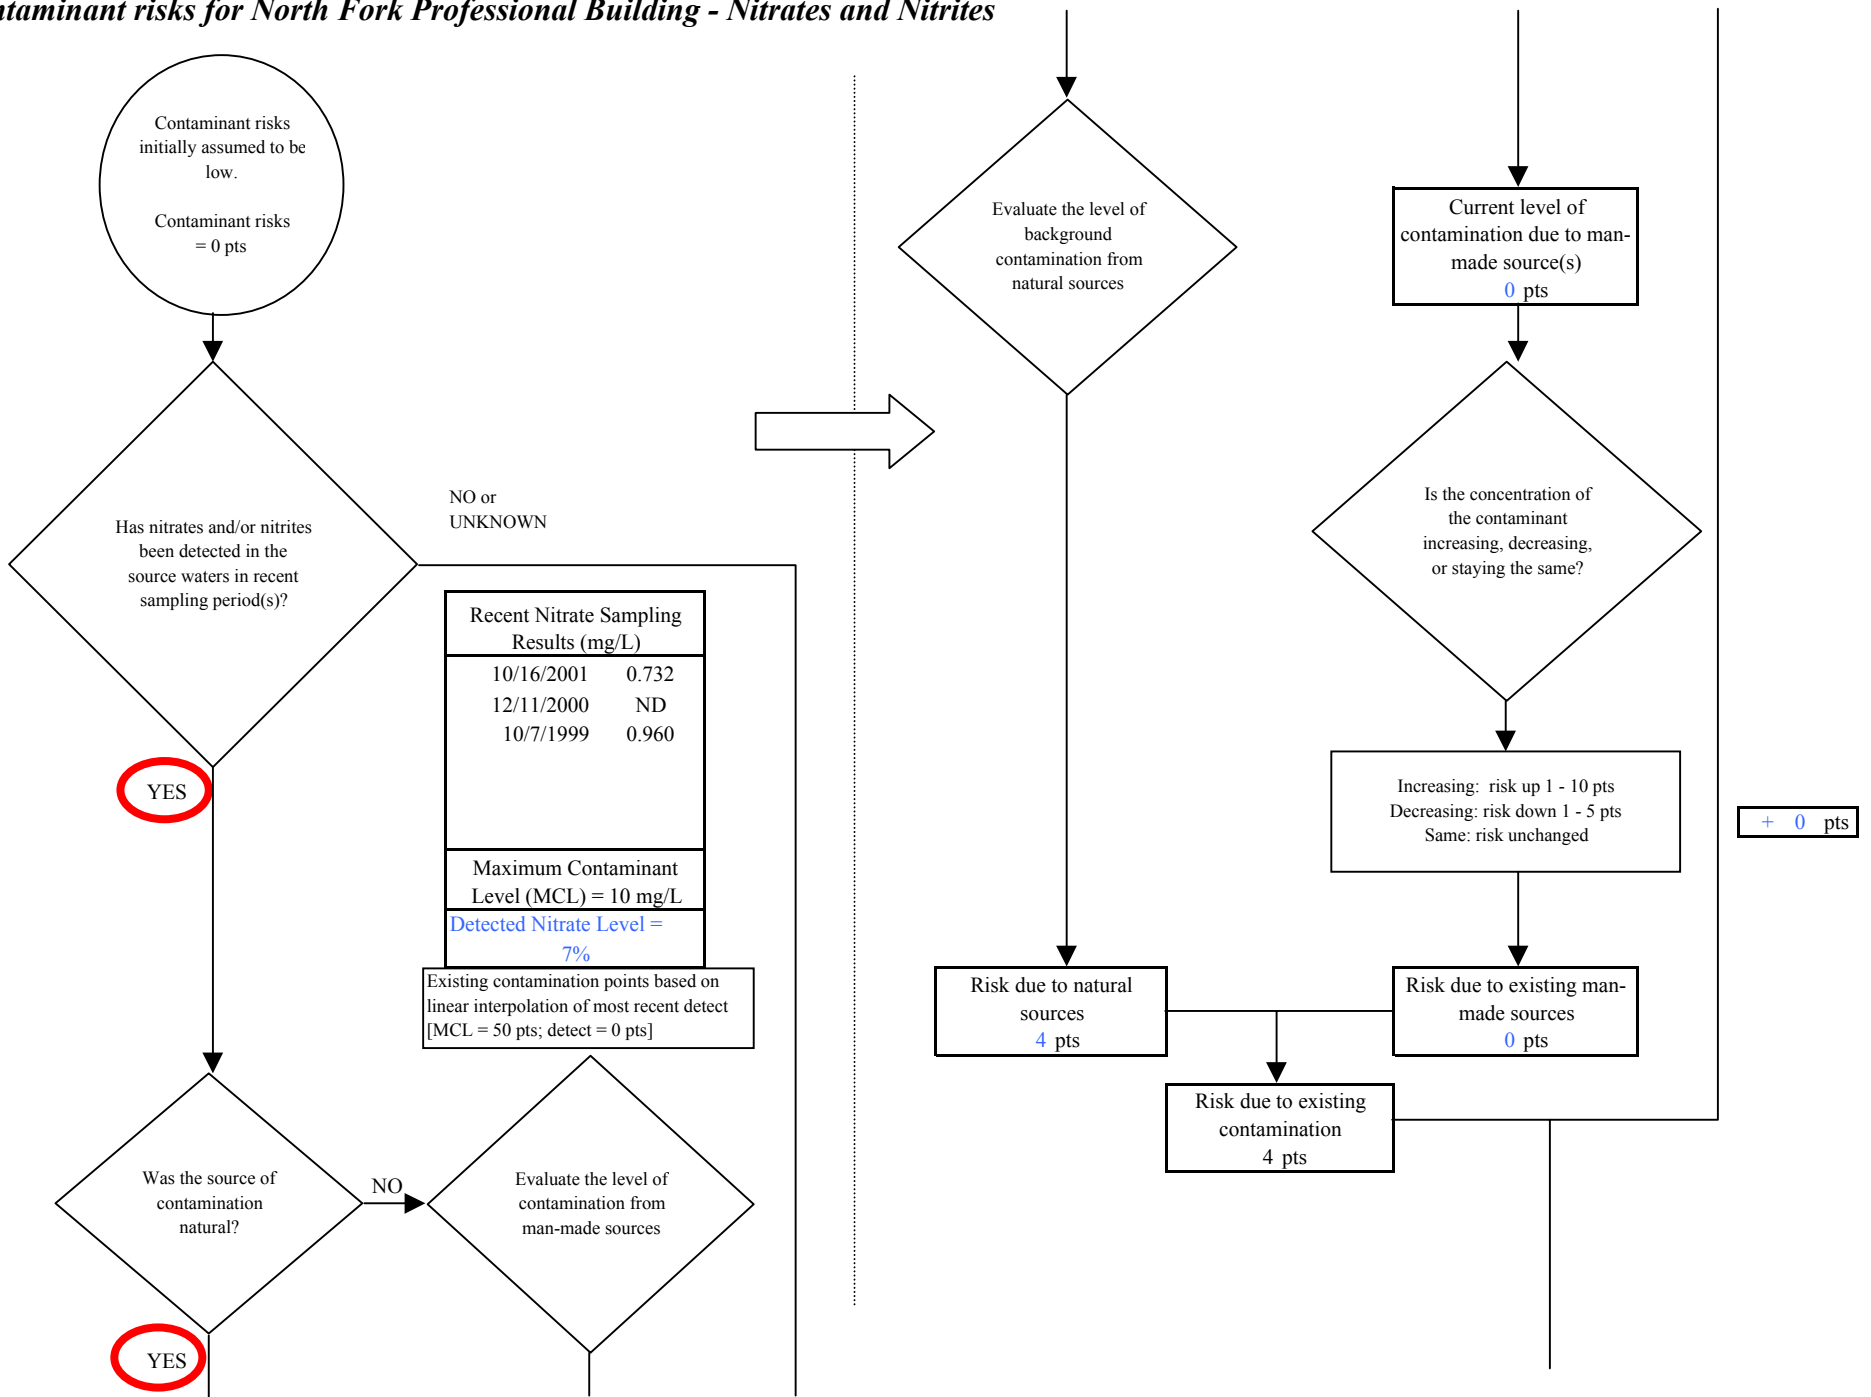 ntaminant risks for North Fork Professional Building - Nitrates and Nitrites
Contaminant risks
initially assumed to be
low.
Contaminant risks
= 0 pts
Has nitrates and/or nitrites
been detected in the
source waters in recent
sampling period(s)?
NO or
UNKNOWN
YES
Recent Nitrate Sampling
Results (mg/L)
10/16/2001 0.732
12/11/2000 ND
10/7/1999 0.960
Maximum Contaminant
Level (MCL) = 10 mg/L
Detected Nitrate Level =
7%
Existing contamination points based on
linear interpolation of most recent detect
[MCL = 50 pts; detect = 0 pts]
Was the source of
contamination
natural?
NO
Evaluate the level of
contamination from
man-made sources
YES
Evaluate the level of
background
contamination from
natural sources
Current level of
contamination due to man-
made source(s)
0 pts
Is the concentration of
the contaminant
increasing, decreasing,
or staying the same?
Increasing: risk up 1 - 10 pts
Decreasing: risk down 1 - 5 pts
Same: risk unchanged
+ 0 pts
Risk due to natural
sources
4 pts
Risk due to existing man-
made sources
0 pts
Risk due to existing
contamination
4 pts